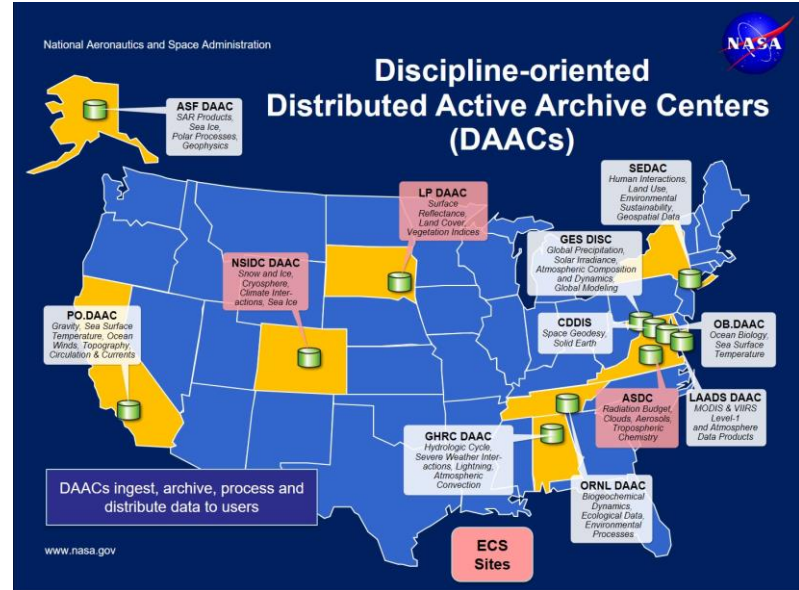 National Aeronautics and Space Administration
NASA
Discipline-oriented
Distributed Active Archive Centers
(DAACs)
ASF DAAC
SAR Products,
Sea Ice,
Polar Processes,
Geophysics
SEDAC
Human Interactions,
Land Use,
Environmental
Sustainability,
Geospatial Data
LP DAAC
Surface
Reflectance,
Land Cover,
Vegetation Indices
GES DISC
Global Precipitation,
Solar Irradiance,
Atmospheric Composition
and Dynamics,
Global Modeling
NSIDC DAAC
Snow and Ice,
Cryosphere,
Climate Inter-
actions, Sea Ice
PO.DAAC
Gravity, Sea Surface
Temperature, Ocean
Winds, Topography,
Circulation & Currents
CDDIS
Space Geodesy,
Solid Earth
OB.DAAC
Ocean Biology,
Sea Surface
Temperature
ASDC
Radiation Budget,
Clouds, Aerosols,
Tropospheric
Chemistry
LAADS DAAC
MODIS & VIIRS
Level-1
and Atmosphere
Data Products
GHRC DAAC
Hydrologic Cycle,
Severe Weather Inter-
actions, Lightning,
Atmospheric
Convection
ORNL DAAC
Biogeochemical
Dynamics,
Ecological Data,
Environmental
Processes
DAACs ingest, archive, process and
distribute data to users
www.nasa.gov
ECS
Sites